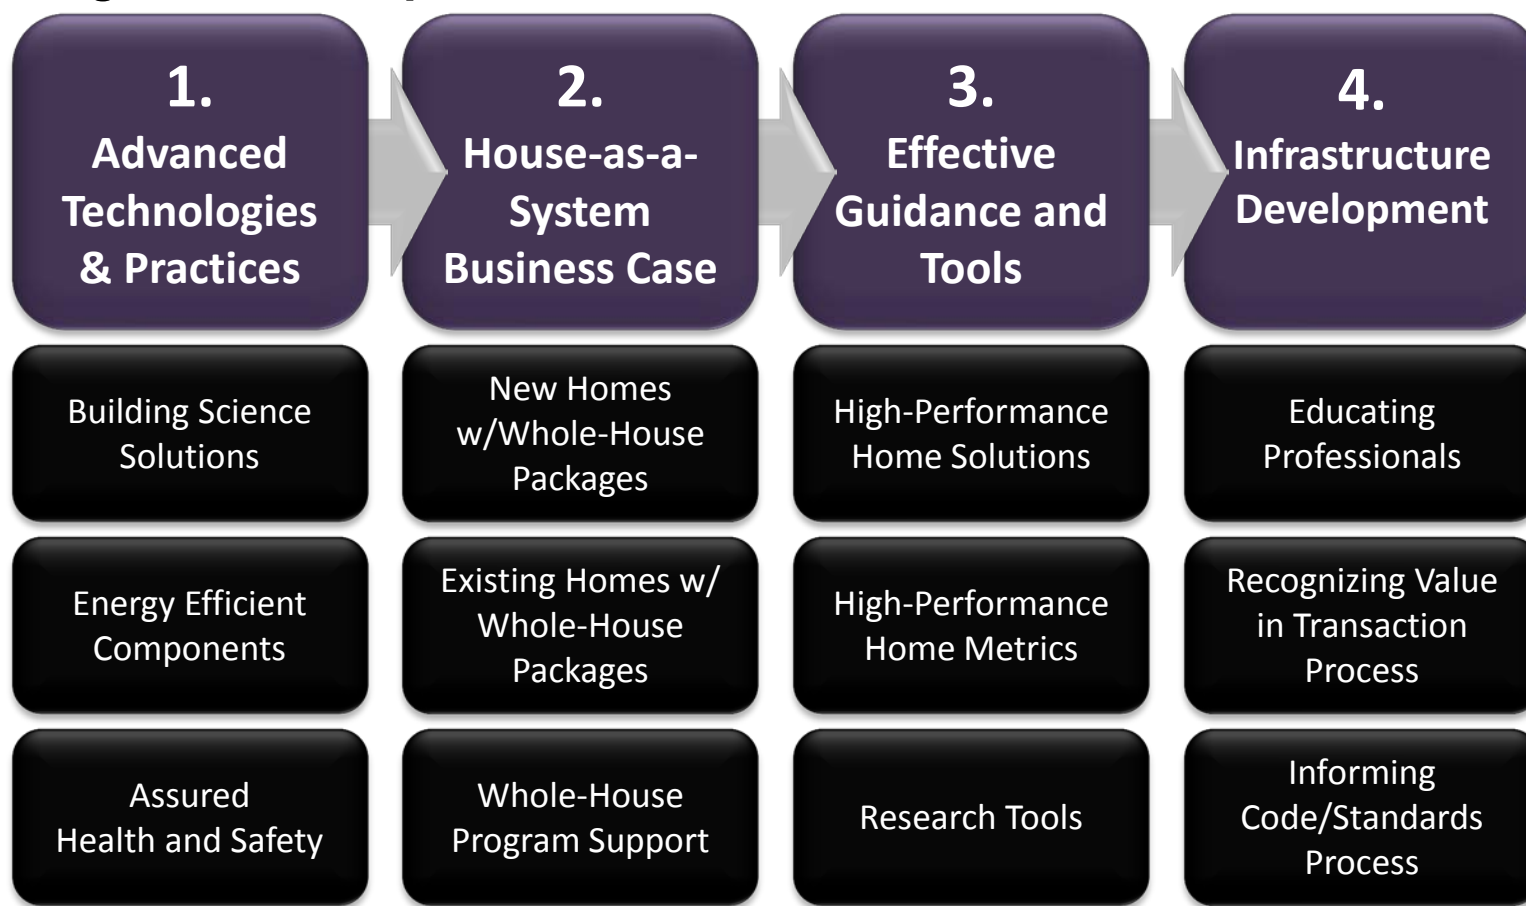 1.
Advanced
Technologies
& Practices
2.
House-as-a-
System
Business Case
3.
Effective
Guidance and
Tools
4.
Infrastructure
Development
Building Science
Solutions
New Homes
w/Whole-House
Packages
High-Performance
Home Solutions
Educating
Professionals
Energy Efficient
Components
Existing Homes w/
Whole-House
Packages
High-Performance
Home Metrics
Recognizing Value
in Transaction
Process
Assured
Health and Safety
Whole-House
Program Support
Research Tools
Informing
Code/Standards
Process